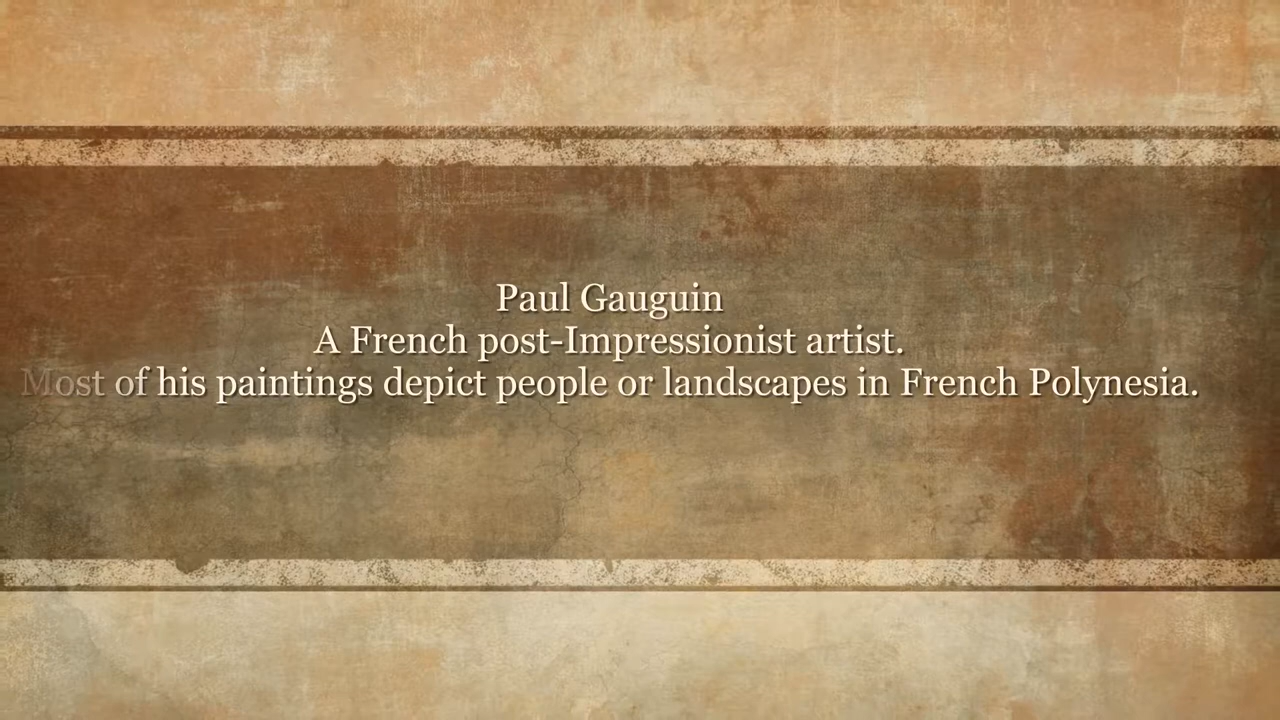 Paul Gauguin
A French post-Impressionist artist.
Most of his paintings depict people or landscapes in French Polynesia.